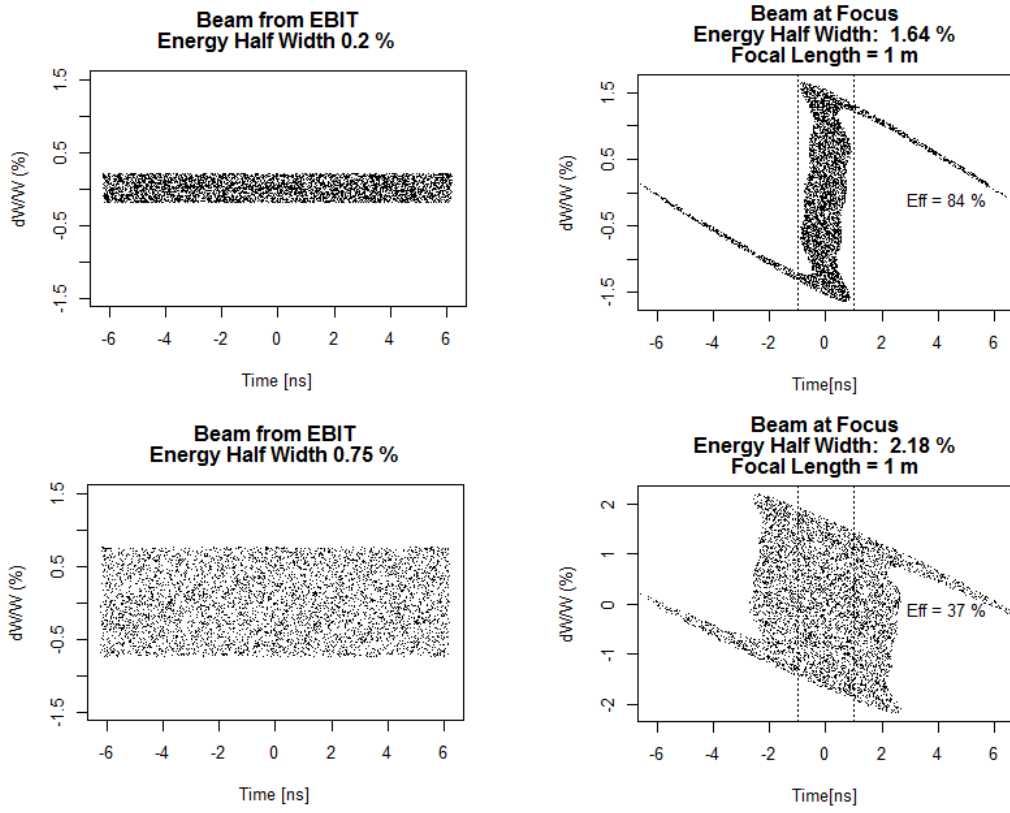 Beam from EBIT
Energy Half Width 0.2 %
dW/W (%)
1.5
0.5
-0.5
-1.5
-6 -4 -2 0 2 4 6
Time [ns]
Beam at Focus
Energy Half Width: 1.64 %
Focal Length = 1 m
dW/W (%)
1.5
0.5
-0.5
-1.5
Eff = 84 %
-6 -4 -2 0 2 4 6
Time[ns]
Beam from EBIT
Energy Half Width 0.75 %
dW/W (%)
1.5
0.5
-0.5
-1.5
-6 -4 -2 0 2 4 6
Time [ns]
Beam at Focus
Energy Half Width: 2.18 %
Focal Length = 1 m
dW/W (%)
2
1
0
-1
-2
Eff = 37 %
-6 -4 -2 0 2 4 6
Time[ns]